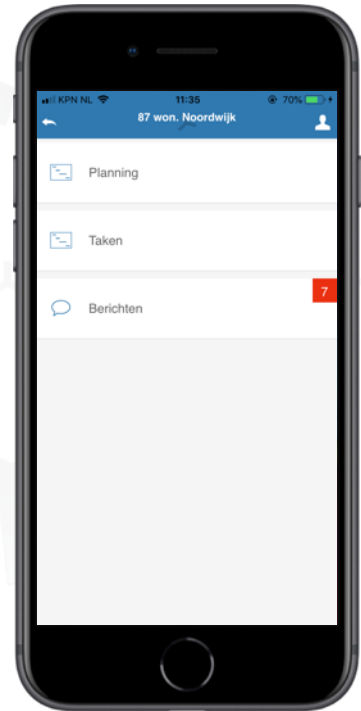 KPN NL 11:35 70%
87 won. Noordwijk
Planning
Taken
7
Berichten